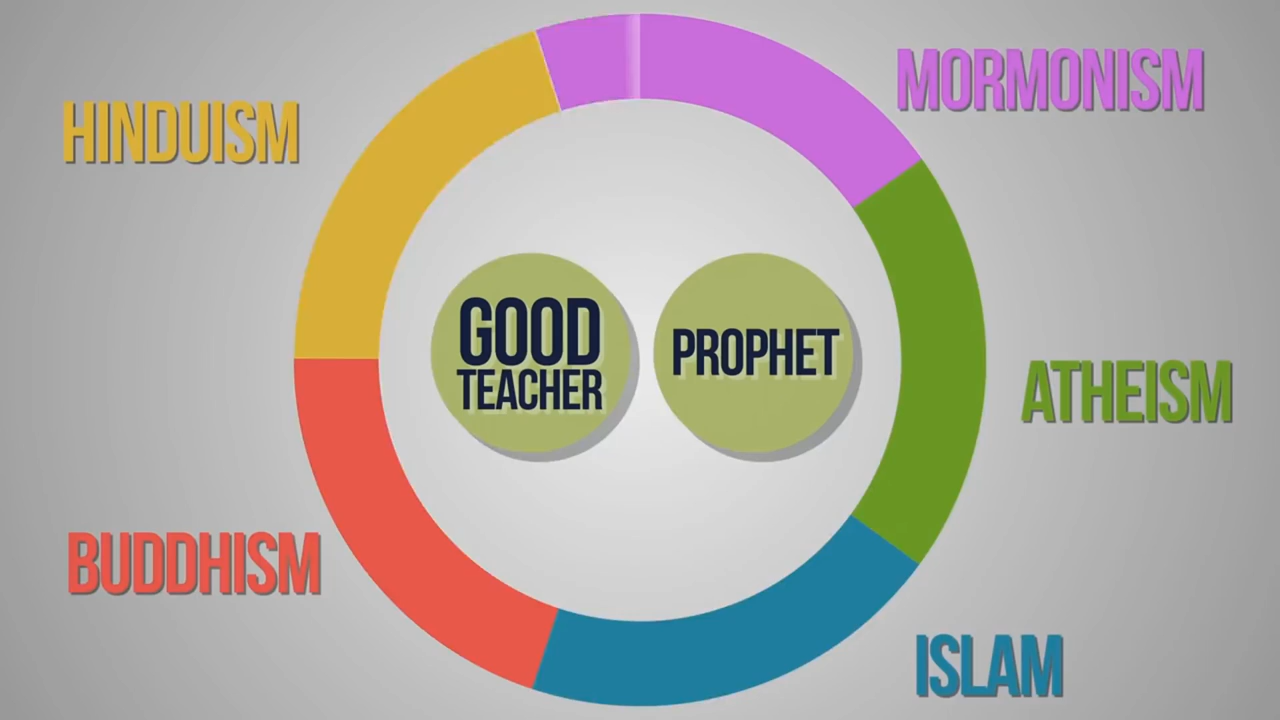 MORMONISM
HINDUISM
GOOD
TEACHER
PROPHET
ATHEISM
BUDDHISM
ISLAM